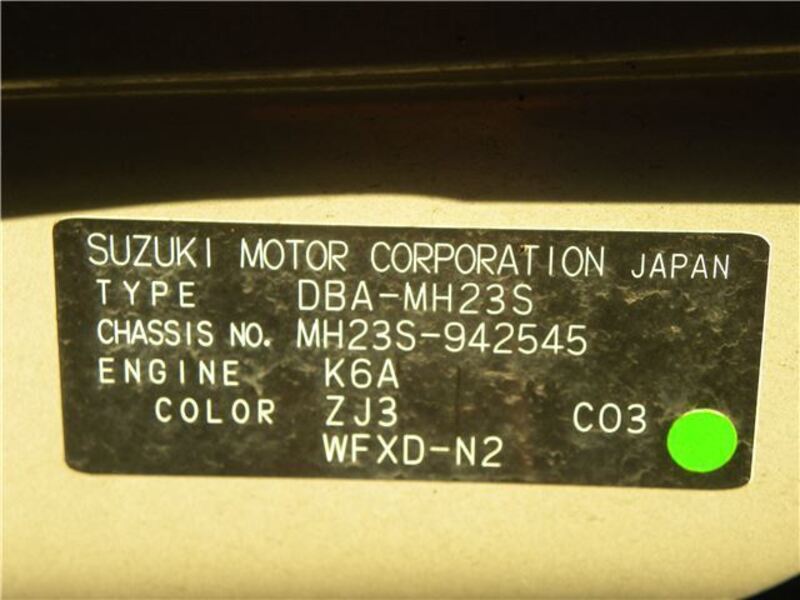 SUZUKI MOTOR CORPORATION JAPAN
TYPE DBA-MH23S
CHASSIS NO. MH23S-942545
ENGINE K6A
COLOR ZJ3 C03
WFXD-N2